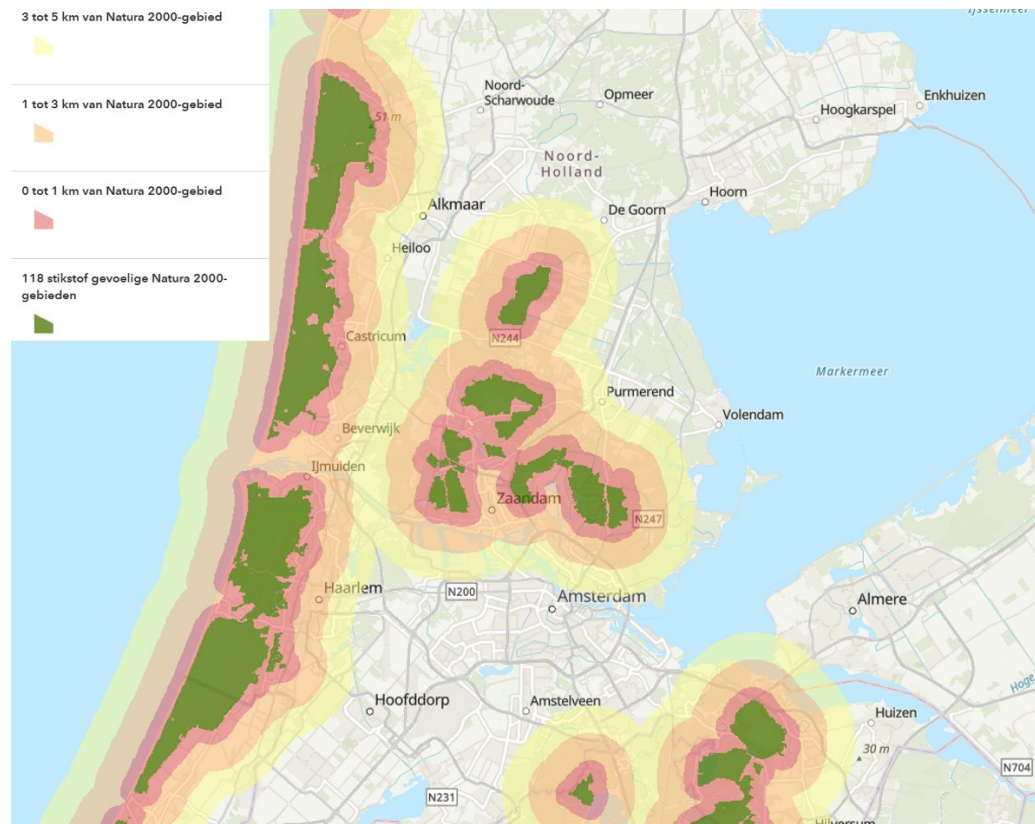 3 tot 5 km van Natura 2000-gebied
1 tot 3 km van Natura 2000-gebied
0 tot 1 km van Natura 2000-gebied
118 stikstof gevoelige Natura 2000-
gebieden
IJsselmeer
51 m
Noord-
Scharwoude
Opmeer
Enkhuizen
Hoogkarspel
Noord-
Holland
Hoorn
Alkmaar
De Goorn
Heiloo
Castricum
N244
Markermeer
Purmerend
Volendam
Beverwijk
IJmuiden
Zaandam
N247
Haarlem
N200
Amsterdam
Almere
Hoge
Hoofddorp
Amstelveen
Huizen
30 m
N704
N231
Hilversum